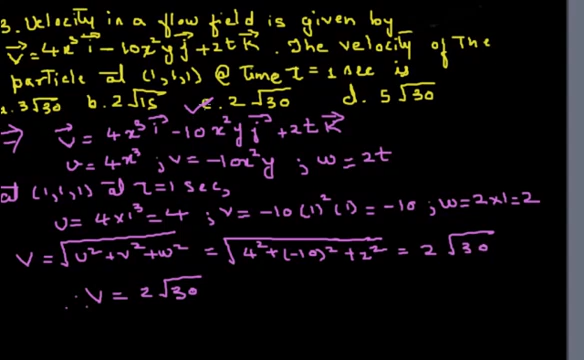 3. Velocity in a flow field is given by
V⃗ = 4x³ i⃗ - 10x²y j⃗ + 2t k⃗. The velocity of The
particle at (1,1,1) @ Time t = 1 sec is
a. 3√30 b. 2√15 ✓c. 2√30 d. 5√30
⇒ V⃗ = 4x³ i⃗ - 10x²y j⃗ + 2t k⃗
u = 4x³ ; v = -10x²y ; w = 2t
at (1,1,1) at t = 1 sec,
u = 4×1³ = 4 ; v = -10(1)²(1) = -10 ; w = 2×1 = 2
V = √u² + v² + w² = √4² + (-10)² + 2² = 2√30
∴ V = 2√30